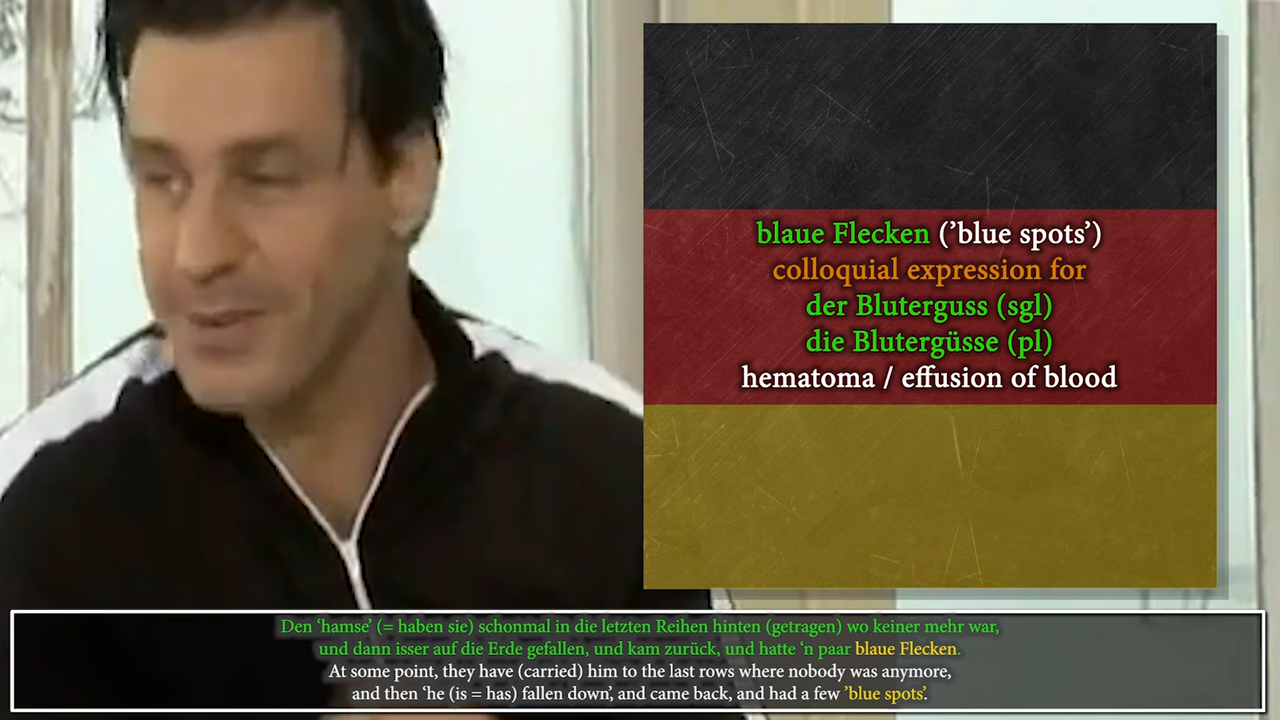 blaue Flecken ('blue spots')
colloquial expression for
der Bluterguss (sgl)
die Blutergüsse (pl)
hematoma / effusion of blood
Den ‘hamse’ (= haben sie) schonmal in die letzten Reihen hinten (getragen) wo keiner mehr war,
und dann isser auf die Erde gefallen, und kam zurück, und hatte ‘n paar blaue Flecken.
At some point, they have (carried) him to the last rows where nobody was anymore,
and then ‘he (is = has) fallen down’, and came back, and had a few ’blue spots’.